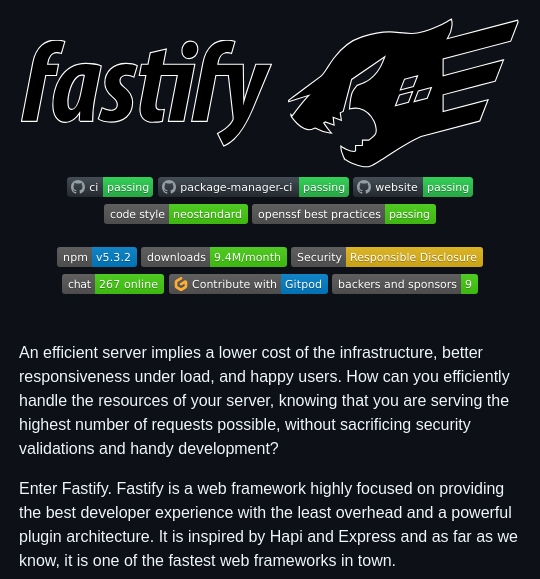 fastify
ci passing package-manager-ci passing website passing
code style neostandard openssf best practices passing
npm v5.3.2 downloads 9.4M/month Security Responsible Disclosure
chat 267 online Contribute with Gitpod backers and sponsors 9
An efficient server implies a lower cost of the infrastructure, better
responsiveness under load, and happy users. How can you efficiently
handle the resources of your server, knowing that you are serving the
highest number of requests possible, without sacrificing security
validations and handy development?
Enter Fastify. Fastify is a web framework highly focused on providing
the best developer experience with the least overhead and a powerful
plugin architecture. It is inspired by Hapi and Express and as far as we
know, it is one of the fastest web frameworks in town.